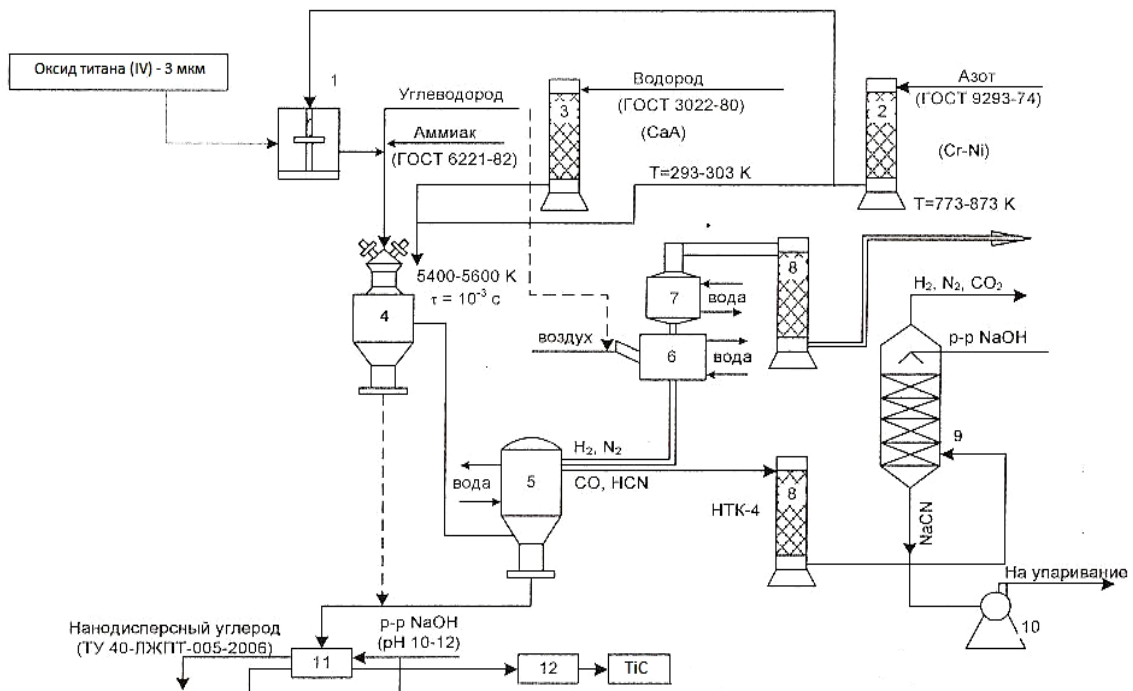 Оксид титана (IV) - 3 мкм
1
Углеводород
Аммиак
(ГОСТ 6221-82)
Водород
(ГОСТ 3022-80)
(CaA)
3
Азот
(ГОСТ 9293-74)
2
(Cr-Ni)
T=293-303 K
T=773-873 K
5400-5600 K
τ = 10⁻³ с
4
8
7
вода
воздух
6
вода
H₂, N₂, CO₂
р-р NaOH
9
H₂, N₂
CO, HCN
5
вода
НТК-4
8
NaCN
На упаривание
10
Нанодисперсный углерод
(ТУ 40-ЛЖПТ-005-2006)
р-р NaOH
(pH 10-12)
11
12
TiC